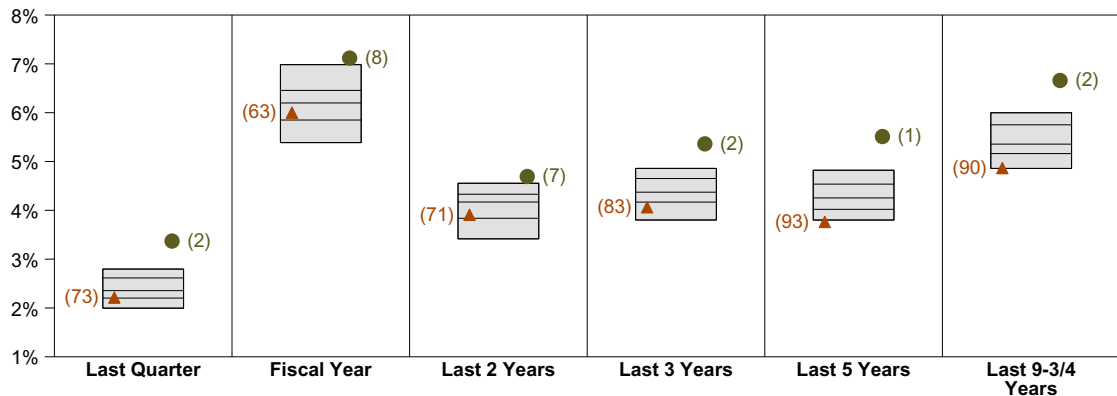 8%
7%
6%
5%
4%
3%
2%
1%
(73)
(2)
(63)
(8)
(71)
(7)
(83)
(2)
(93)
(1)
(90)
(2)
Last Quarter
Fiscal Year
Last 2 Years
Last 3 Years
Last 5 Years
Last 9-3/4
Years